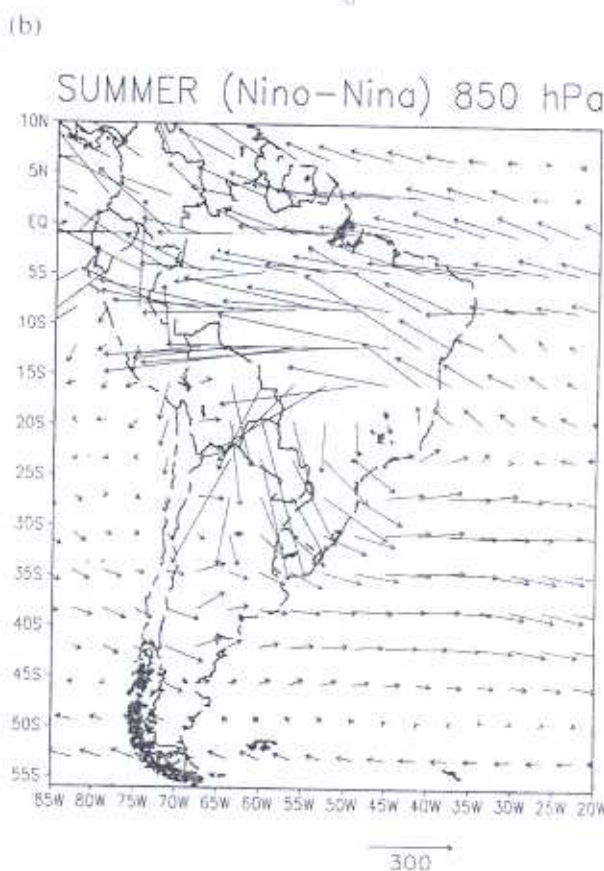 (b)
SUMMER (Nino-Nina) 850 hPa
10N
5N
EQ
5S
10S
15S
20S
25S
30S
35S
40S
45S
50S
55S
85W 80W 75W 70W 65W 60W 55W 50W 45W 40W 35W 30W 25W 20W
300